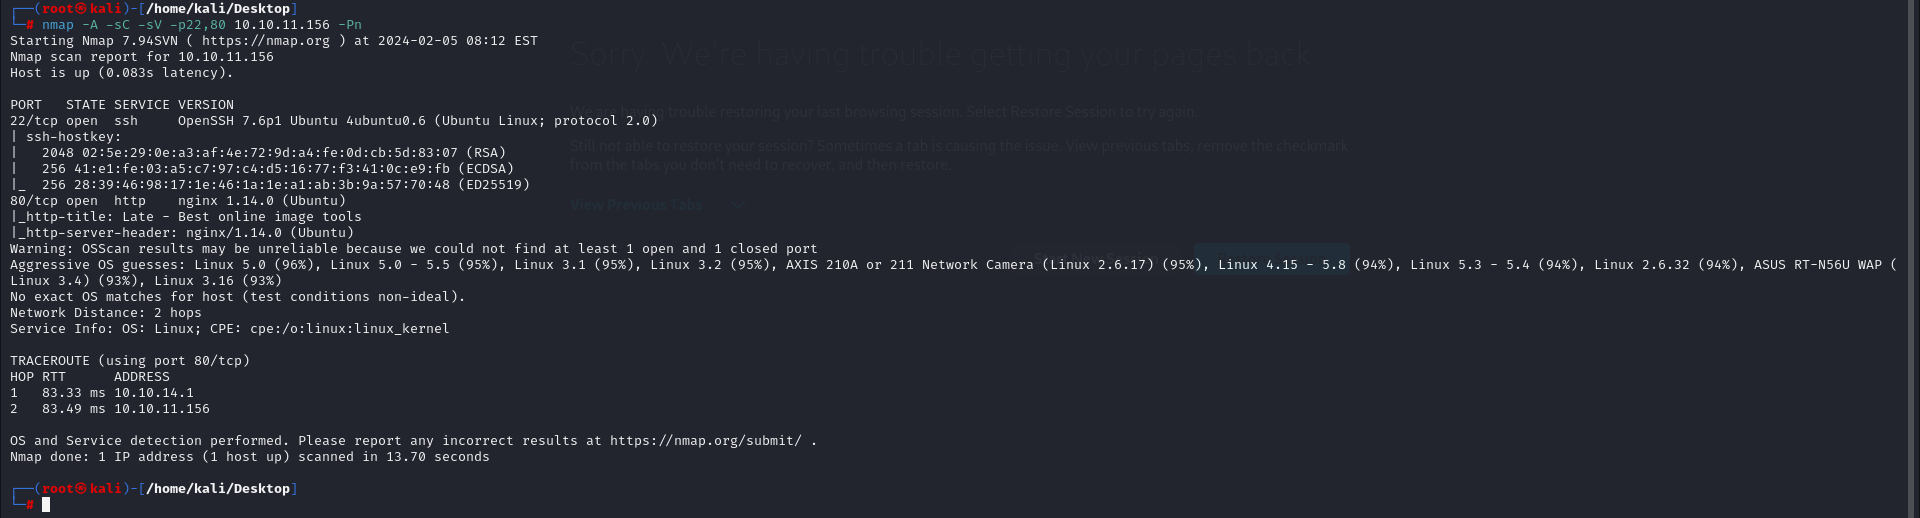 ┌──(root㉿kali)-[/home/kali/Desktop]
└─# nmap -A -sC -sV -p22,80 10.10.11.156 -Pn
Starting Nmap 7.94SVN ( https://nmap.org ) at 2024-02-05 08:12 EST
Nmap scan report for 10.10.11.156
Host is up (0.083s latency).
PORT   STATE SERVICE VERSION
22/tcp open  ssh     OpenSSH 7.6p1 Ubuntu 4ubuntu0.6 (Ubuntu Linux; protocol 2.0)
| ssh-hostkey:
|   2048 02:5e:29:0e:a3:af:4e:72:9d:a4:fe:0d:cb:5d:83:07 (RSA)
|   256 41:e1:fe:03:a5:c7:97:c4:d5:16:77:f3:41:0c:e9:fb (ECDSA)
|_  256 28:39:46:98:17:1e:46:1a:1e:a1:ab:3b:9a:57:70:48 (ED25519)
80/tcp open  http    nginx 1.14.0 (Ubuntu)
|_http-title: Late - Best online image tools
|_http-server-header: nginx/1.14.0 (Ubuntu)
Warning: OSScan results may be unreliable because we could not find at least 1 open and 1 closed port
Aggressive OS guesses: Linux 5.0 (96%), Linux 5.0 - 5.5 (95%), Linux 3.1 (95%), Linux 3.2 (95%), AXIS 210A or 211 Network Camera (Linux 2.6.17) (95%), Linux 4.15 - 5.8 (94%), Linux 5.3 - 5.4 (94%), Linux 2.6.32 (94%), ASUS RT-N56U WAP (
Linux 3.4) (93%), Linux 3.16 (93%)
No exact OS matches for host (test conditions non-ideal).
Network Distance: 2 hops
Service Info: OS: Linux; CPE: cpe:/o:linux:linux_kernel
TRACEROUTE (using port 80/tcp)
HOP RTT      ADDRESS
1   83.33 ms 10.10.14.1
2   83.49 ms 10.10.11.156
OS and Service detection performed. Please report any incorrect results at https://nmap.org/submit/ .
Nmap done: 1 IP address (1 host up) scanned in 13.70 seconds
┌──(root㉿kali)-[/home/kali/Desktop]
└─#
Sorry. We're having trouble getting your pages back.
We are having trouble restoring your last browsing session. Select Restore Session to try again.
Still not able to restore your session? Sometimes a tab is causing the issue. View previous tabs, remove the checkmark
from the tabs you don't need to recover, and then restore.
View Previous Tabs